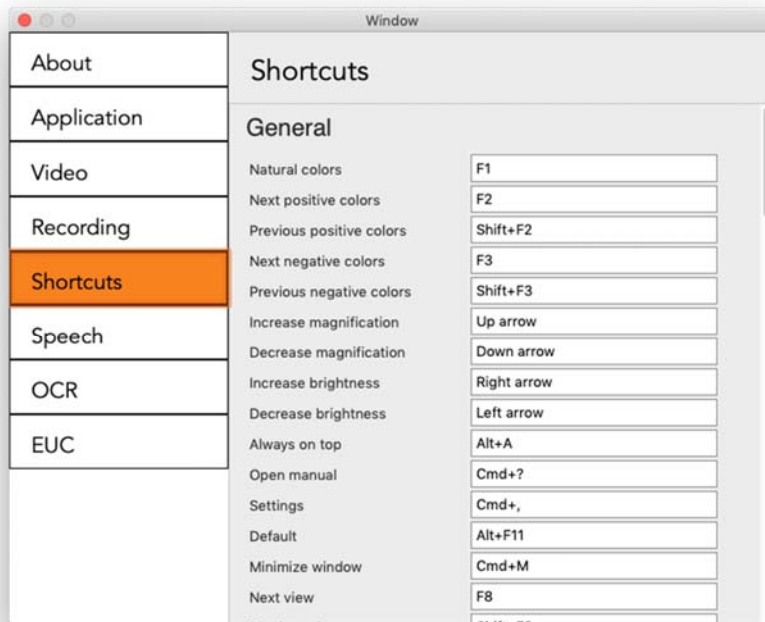 Window
About
Application
Video
Recording
Shortcuts
Speech
OCR
EUC
Shortcuts
General
Natural colors F1
Next positive colors F2
Previous positive colors Shift+F2
Next negative colors F3
Previous negative colors Shift+F3
Increase magnification Up arrow
Decrease magnification Down arrow
Increase brightness Right arrow
Decrease brightness Left arrow
Always on top Alt+A
Open manual Cmd+?
Settings Cmd+,
Default Alt+F11
Minimize window Cmd+M
Next view F8